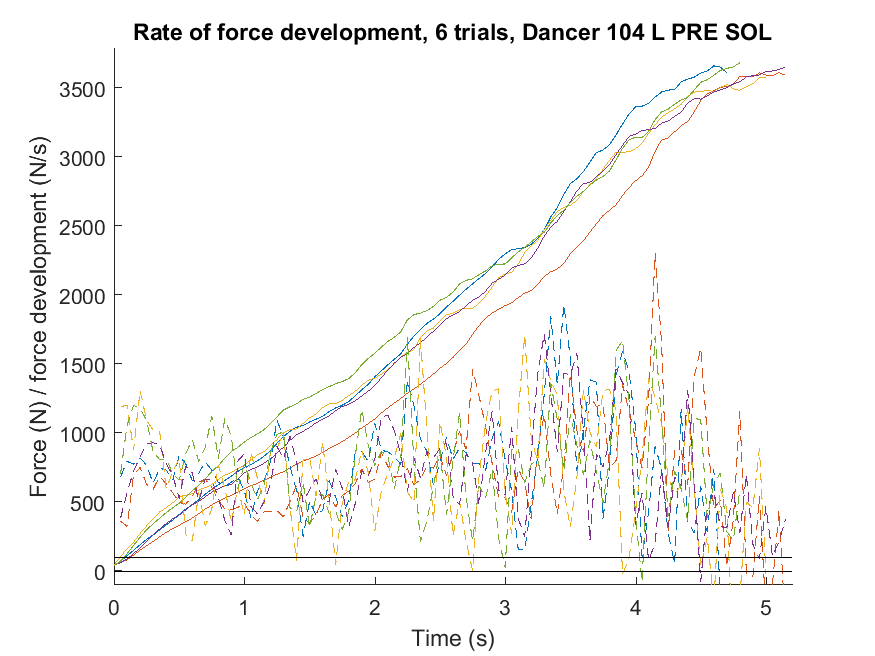 Rate of force development, 6 trials, Dancer 104 L PRE SOL
Force (N) / force development (N/s)
3500
3000
2500
2000
1500
1000
500
0
0 1 2 3 4 5
Time (s)